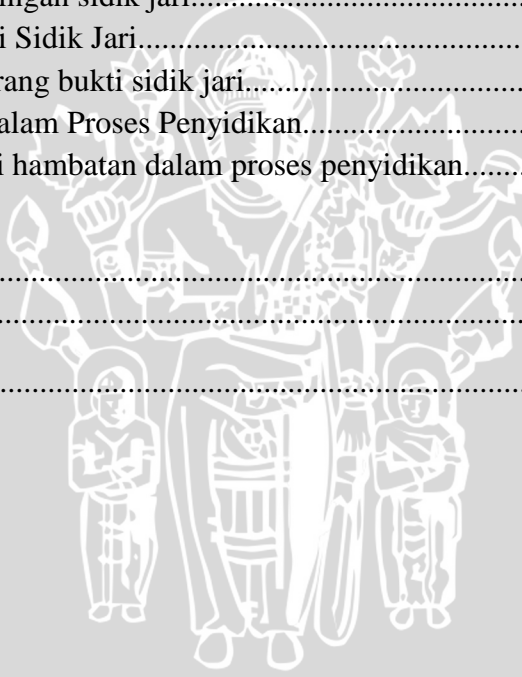 ngan sidik jari..................................................
i Sidik Jari..........................................................
rang bukti sidik jari............................................
alam Proses Penyidikan.....................................
i hambatan dalam proses penyidikan........
........................................................................
........................................................................
........................................................................